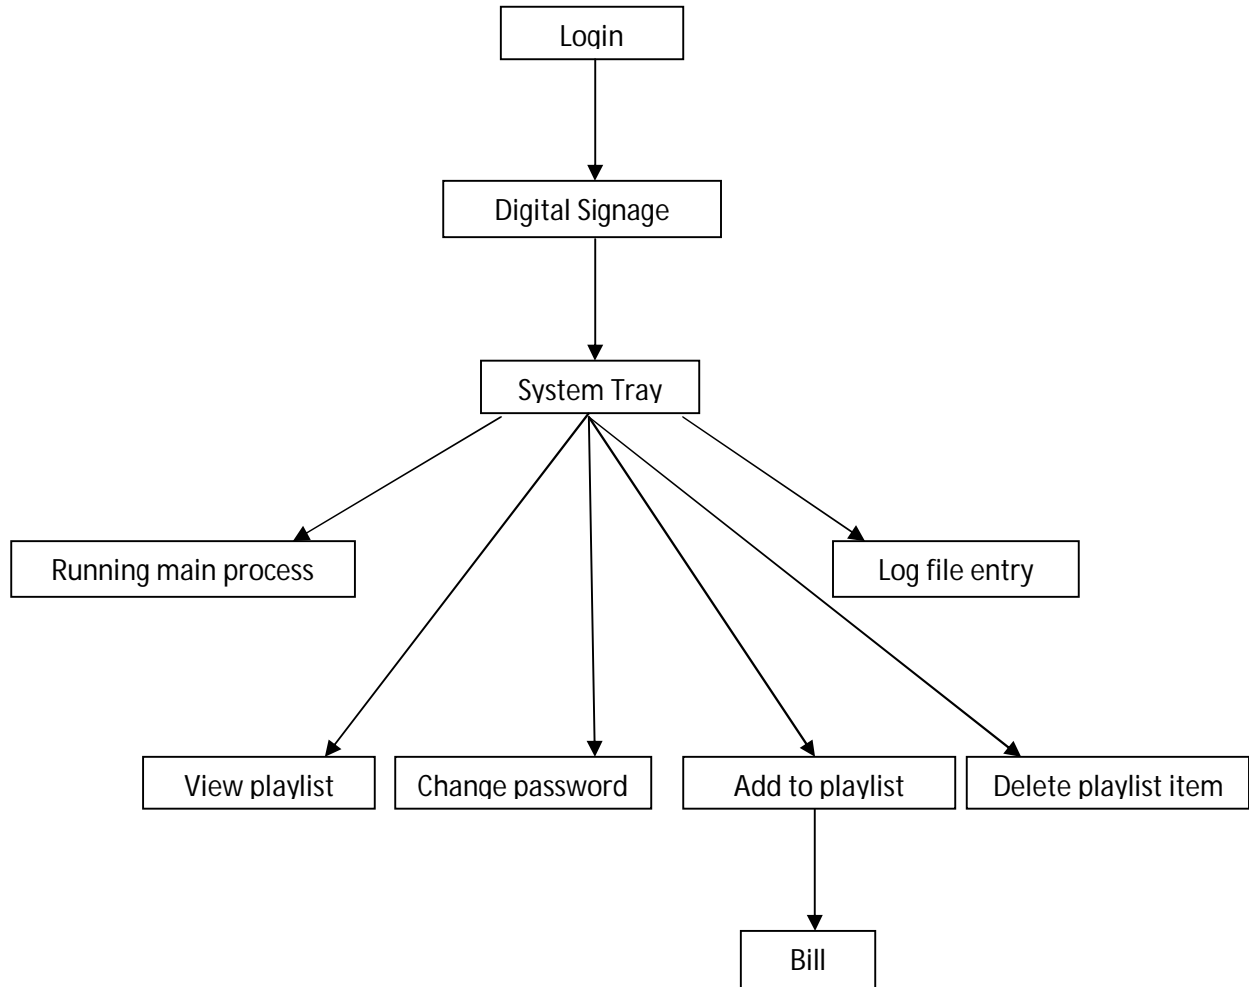 Login
Digital Signage
System Tray
Running main process
Log file entry
View playlist
Change password
Add to playlist
Delete playlist item
Bill